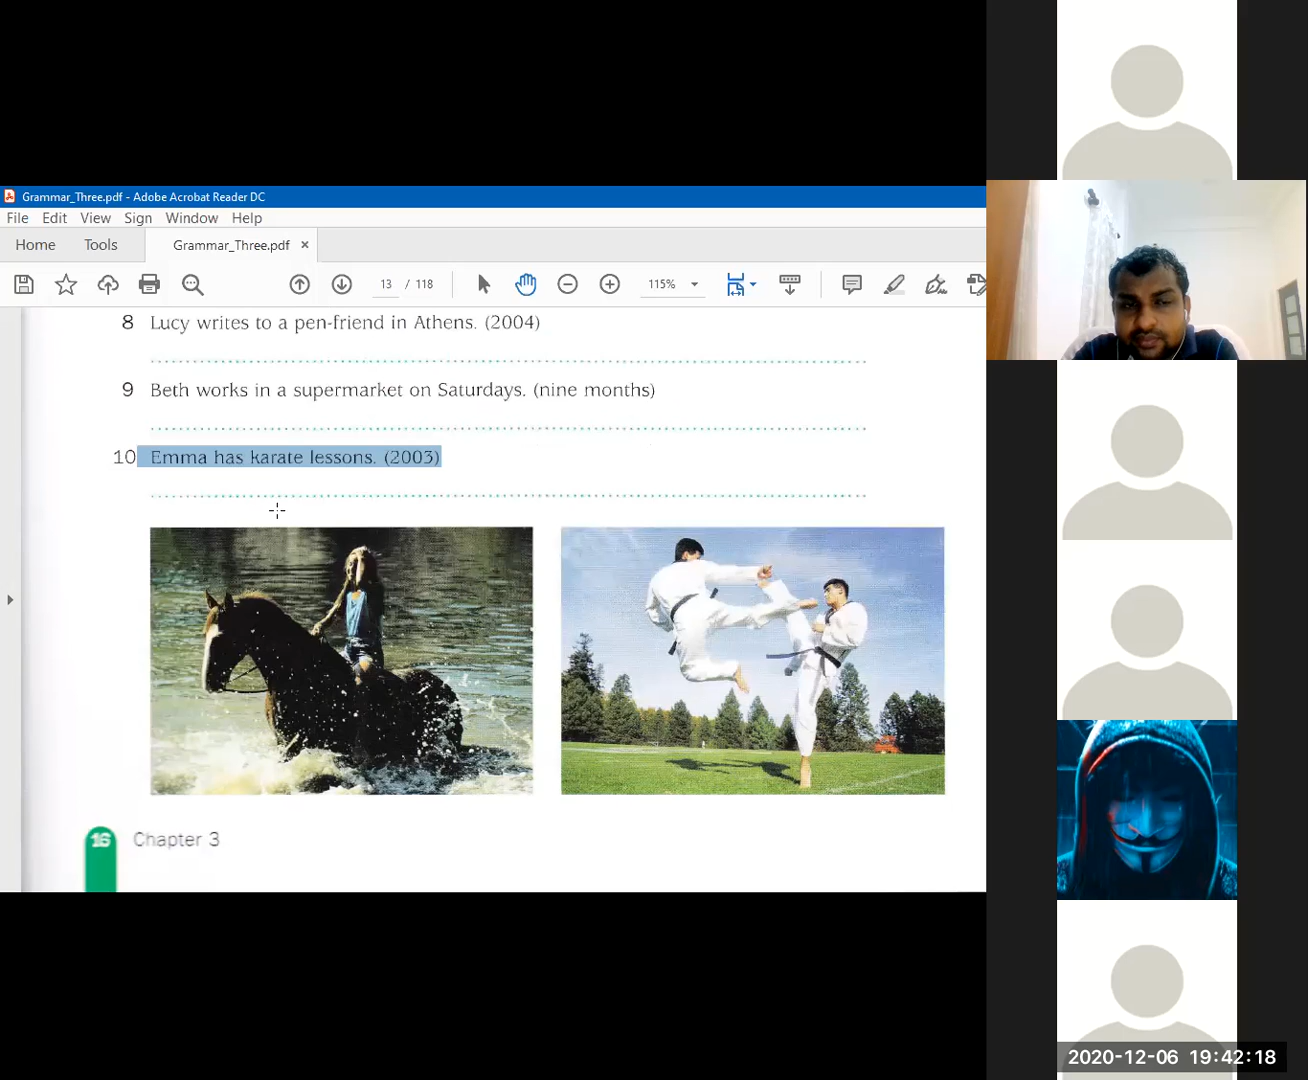 Grammar_Three.pdf - Adobe Acrobat Reader DC
File Edit View Sign Window Help
Home Tools Grammar_Three.pdf ×
13 / 118 115%
8 Lucy writes to a pen-friend in Athens. (2004)
9 Beth works in a supermarket on Saturdays. (nine months)
10 Emma has karate lessons. (2003)
16 Chapter 3
2020-12-06 19:42:18